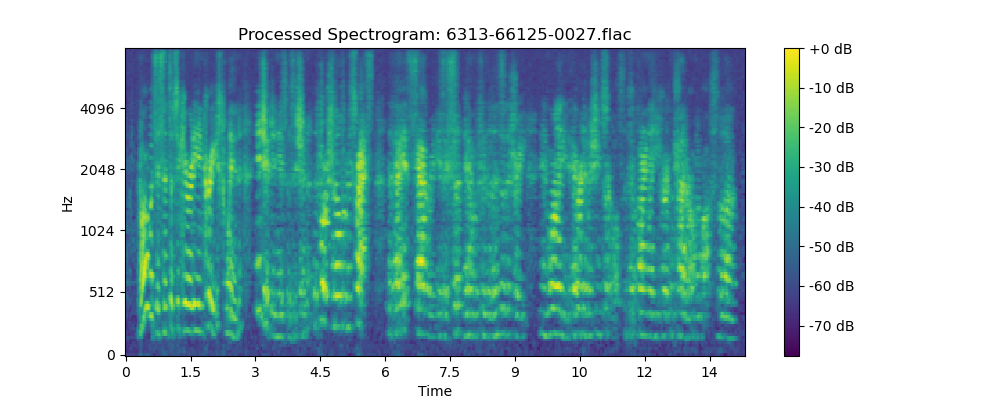 Processed Spectrogram: 6313-66125-0027.flac
Hz
4096
2048
1024
512
0
0 1.5 3 4.5 6 7.5 9 10 12 14
Time
+0 dB
-10 dB
-20 dB
-30 dB
-40 dB
-50 dB
-60 dB
-70 dB